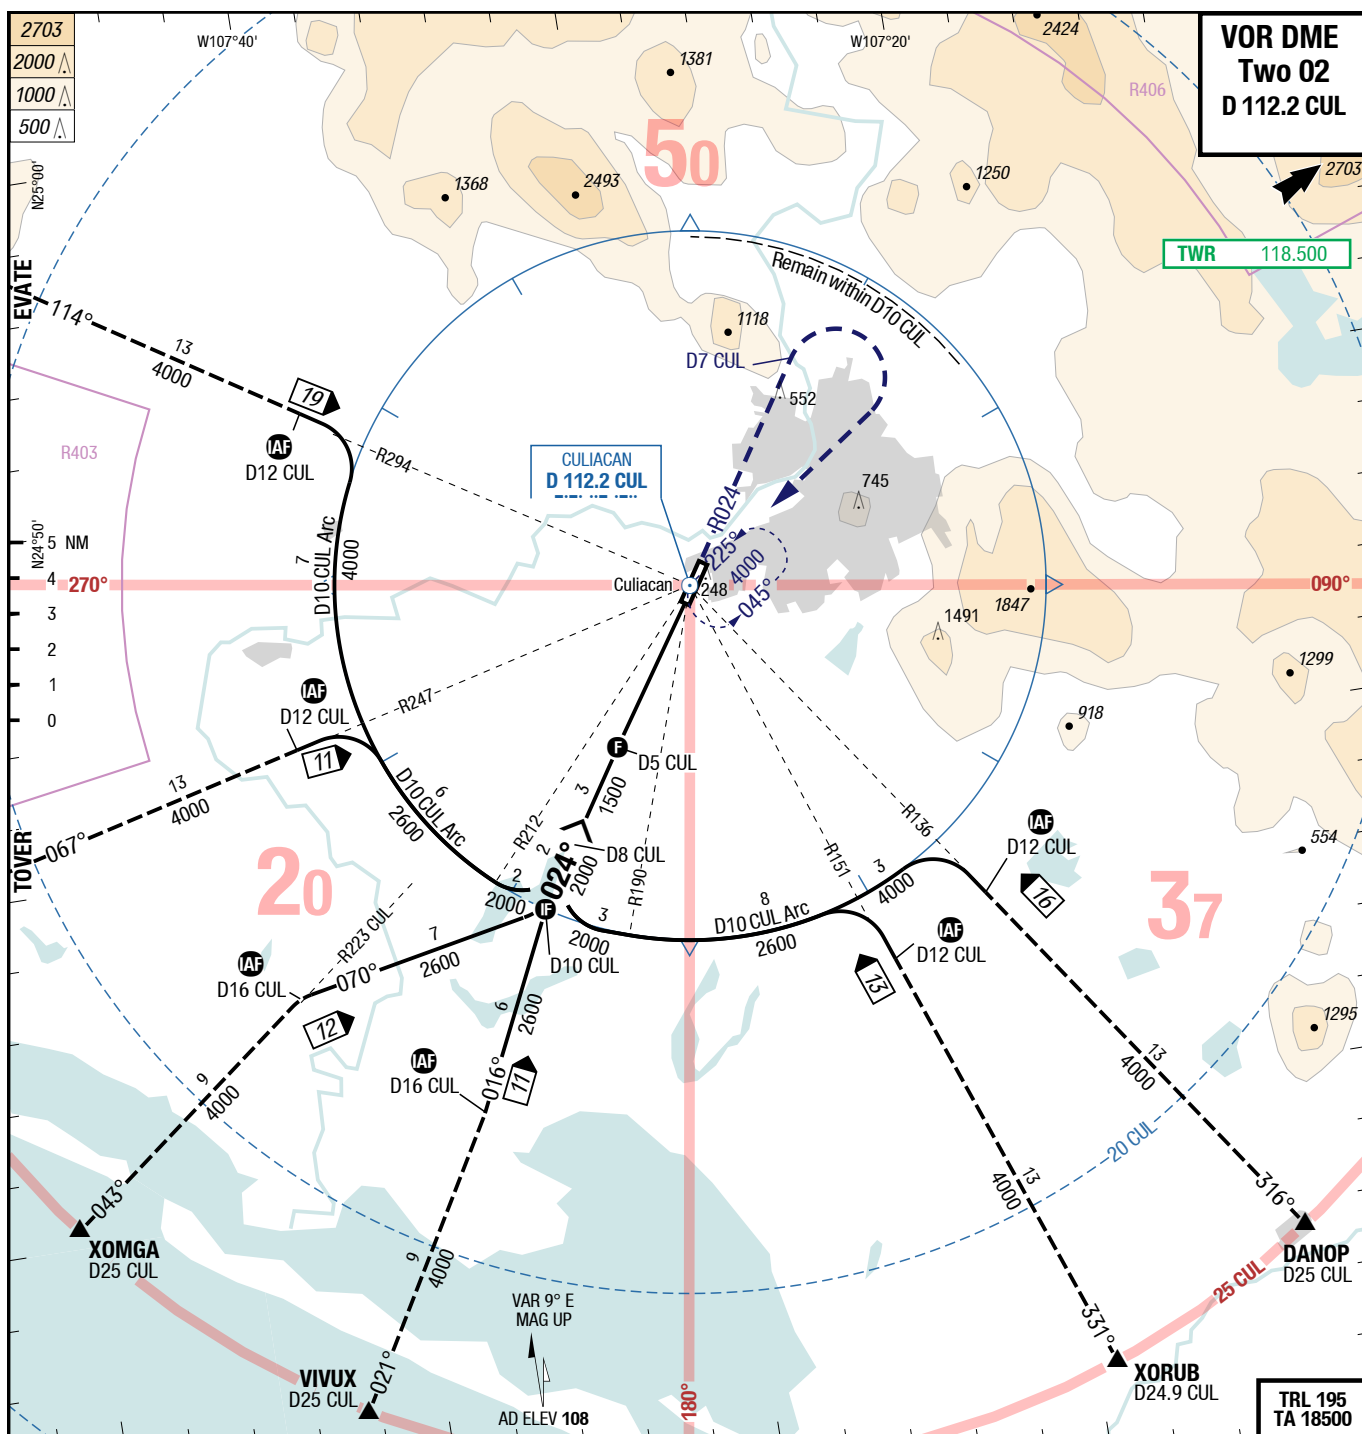 2703
2000
1000
500
W107°40'
W107°20'
VOR DME
Two 02
D 112.2 CUL
2424
1381
R406
50
1368
2493
1250
2703
N25°00'
TWR 118.500
Remain within D10 CUL
EVATE
114°
13
4000
1118
D7 CUL
552
19
IAF
D12 CUL
R294
R403
CULIACAN
D 112.2 CUL
745
R024
N24°50'
5 NM
4
3
2
1
0
270°
7
D10 CUL Arc
4000
Culiacan
248
225°
4000
045°
1847
090°
1491
1299
918
R247
IAF
D12 CUL
11
F
D5 CUL
3
1500
13
4000
067°
TOVER
6
D10 CUL Arc
2600
R212
R136
IAF
D12 CUL
554
2
D8 CUL
024°
2000
R190
R151
3
4000
16
20
37
2
2000
IF
D10 CUL
3
2000
8
D10 CUL Arc
2600
IAF
D12 CUL
13
R223 CUL
IAF
D16 CUL
070°
7
2600
12
1295
6
2600
IAF
D16 CUL
016°
11
9
4000
13
4000
20 CUL
043°
XOMGA
D25 CUL
9
4000
13
4000
316°
DANOP
D25 CUL
25 CUL
VAR 9° E
MAG UP
331°
VIVUX
D25 CUL
021°
XORUB
D24.9 CUL
180°
AD ELEV 108
TRL 195
TA 18500